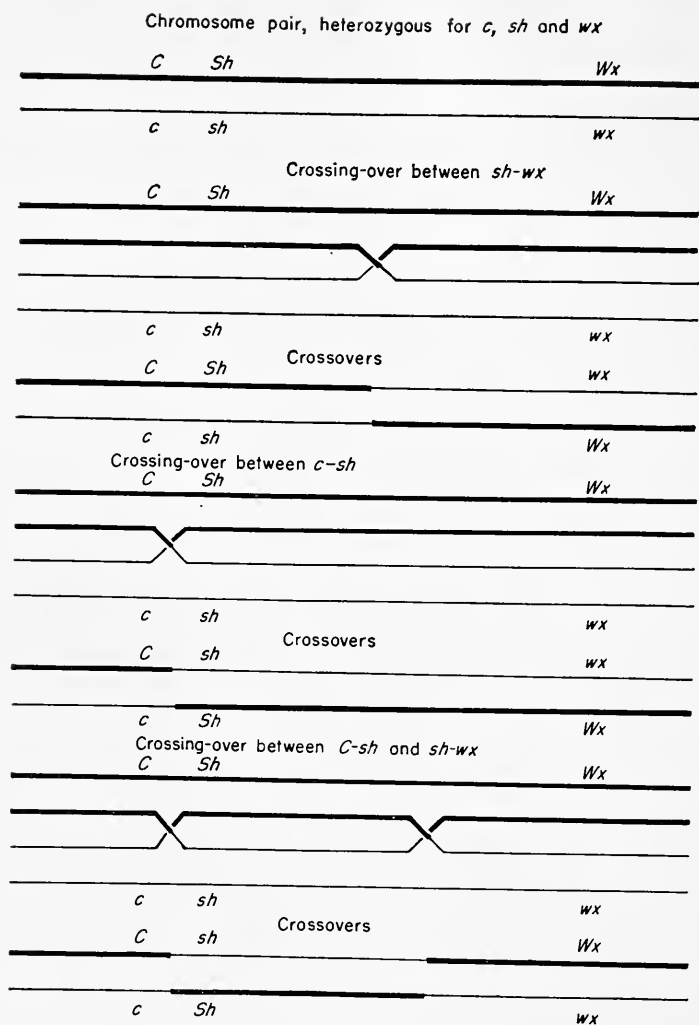 Chromosome pair, heterozygous for c, sh and wx
C Sh Wx
c sh wx
Crossing-over between sh-wx
C Sh Wx
c sh wx
Crossovers
C Sh wx
c sh Wx
Crossing-over between c-sh
C Sh Wx
c sh wx
Crossovers
C sh wx
c Sh Wx
Crossing-over between C-sh and sh-wx
C Sh Wx
c sh wx
Crossovers
C sh Wx
c Sh wx